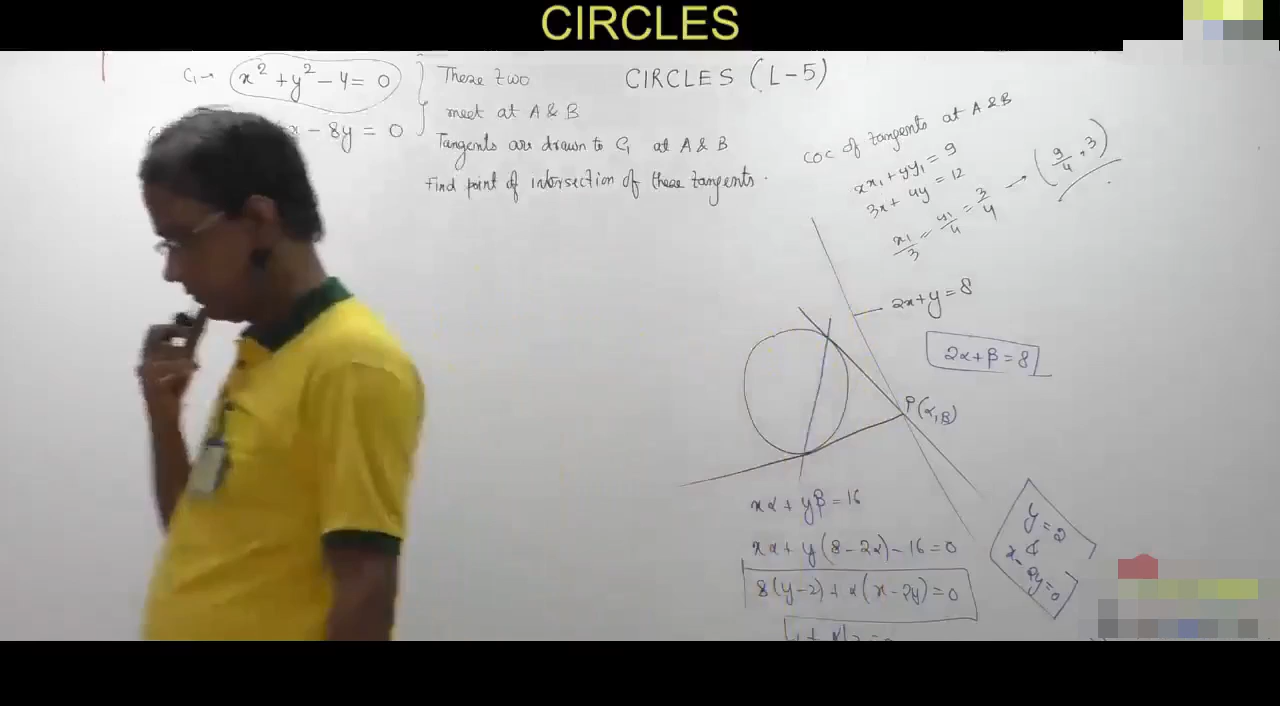 CIRCLES
CIRCLES (L-5)
C₁→ x² + y² - 4 = 0 } These two
- 8y = 0 meet at A & B
Tangents are drawn to C₁ at A & B
Find point of intersection of these tangents.
COC of tangents at A & B
xx₁ + yy₁ = 9
3x + 4y = 12
x₁/3 = y₁/4 = 3/4 → (9/4, 3)
2x + y = 8
2α + β = 8
P(α, β)
xα + yβ = 16
xα + y(8 - 2α) - 16 = 0
8(y-2) + α(x - 2y) = 0
y = 2
&
x - 2y = 0